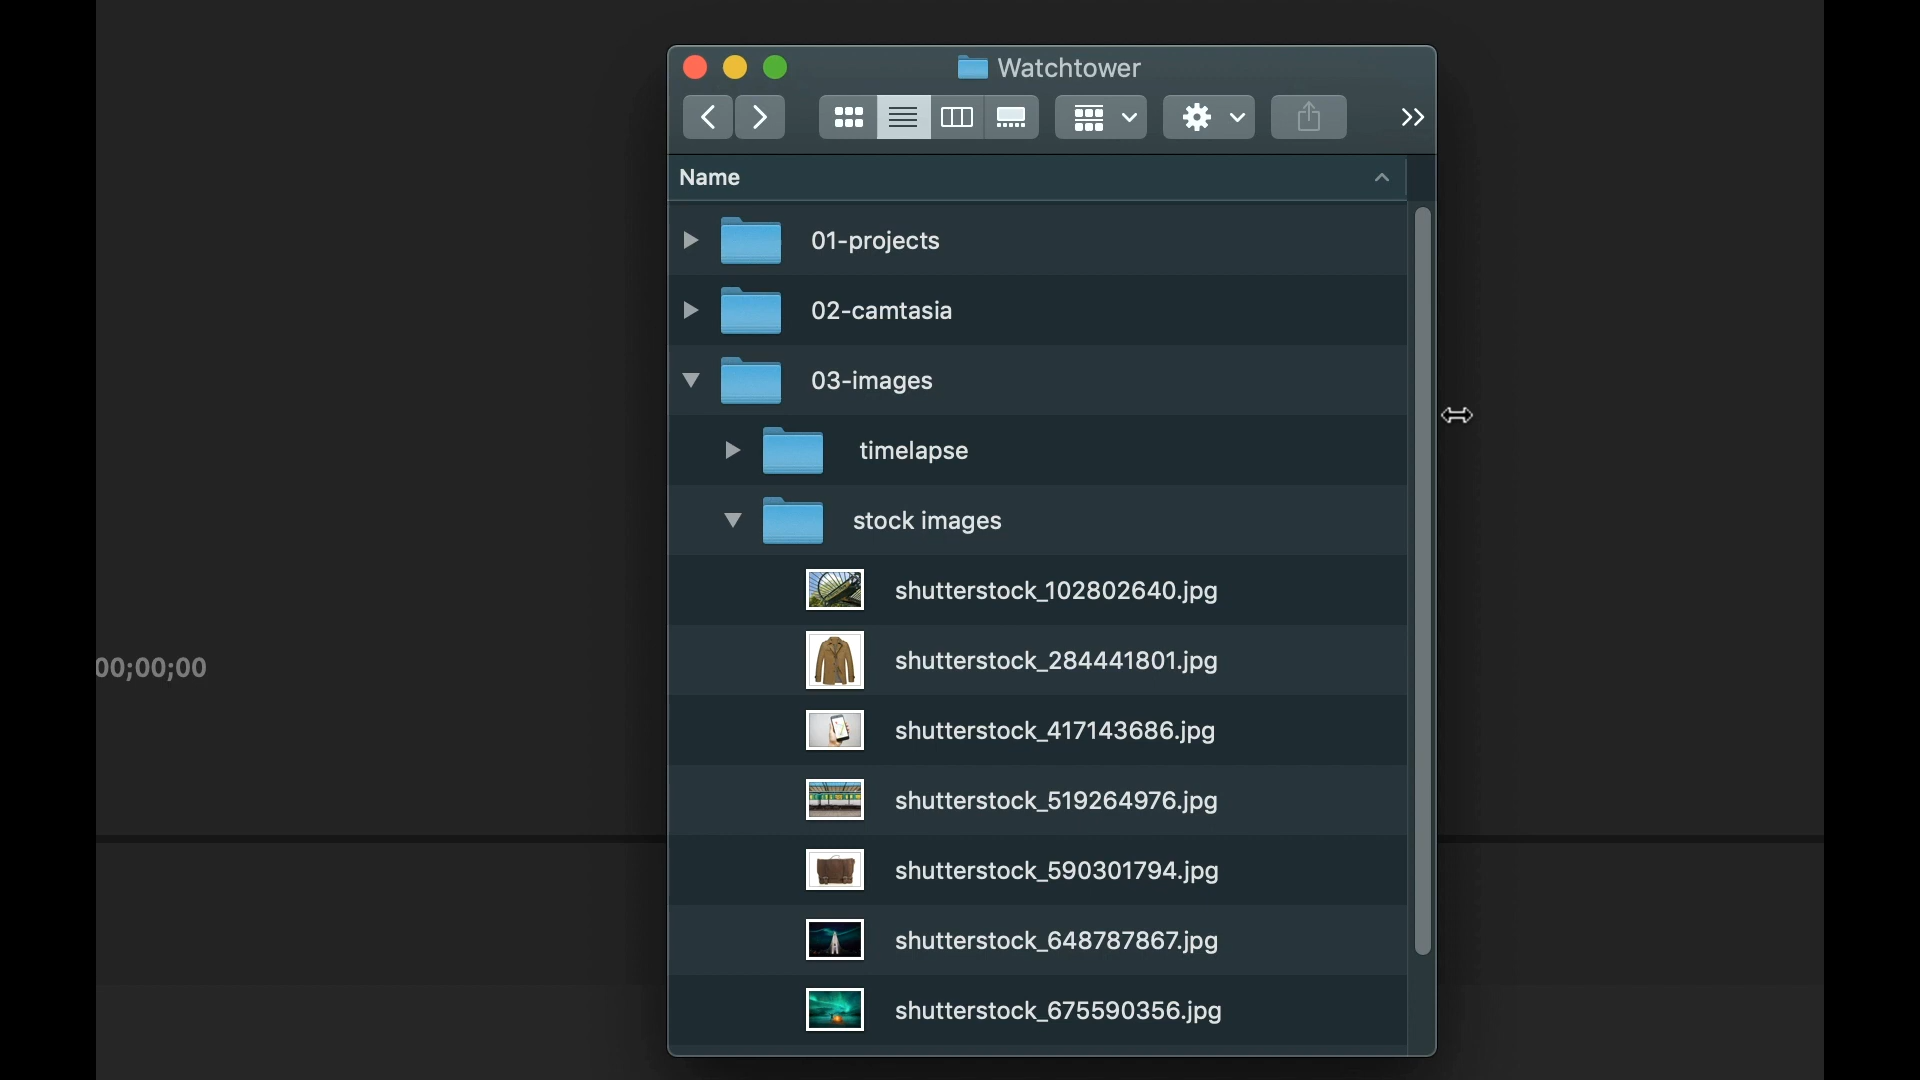 Watchtower
Name
01-projects
02-camtasia
03-images
timelapse
stock images
shutterstock_102802640.jpg
shutterstock_284441801.jpg
00;00;00
shutterstock_417143686.jpg
shutterstock_519264976.jpg
shutterstock_590301794.jpg
shutterstock_648787867.jpg
shutterstock_675590356.jpg